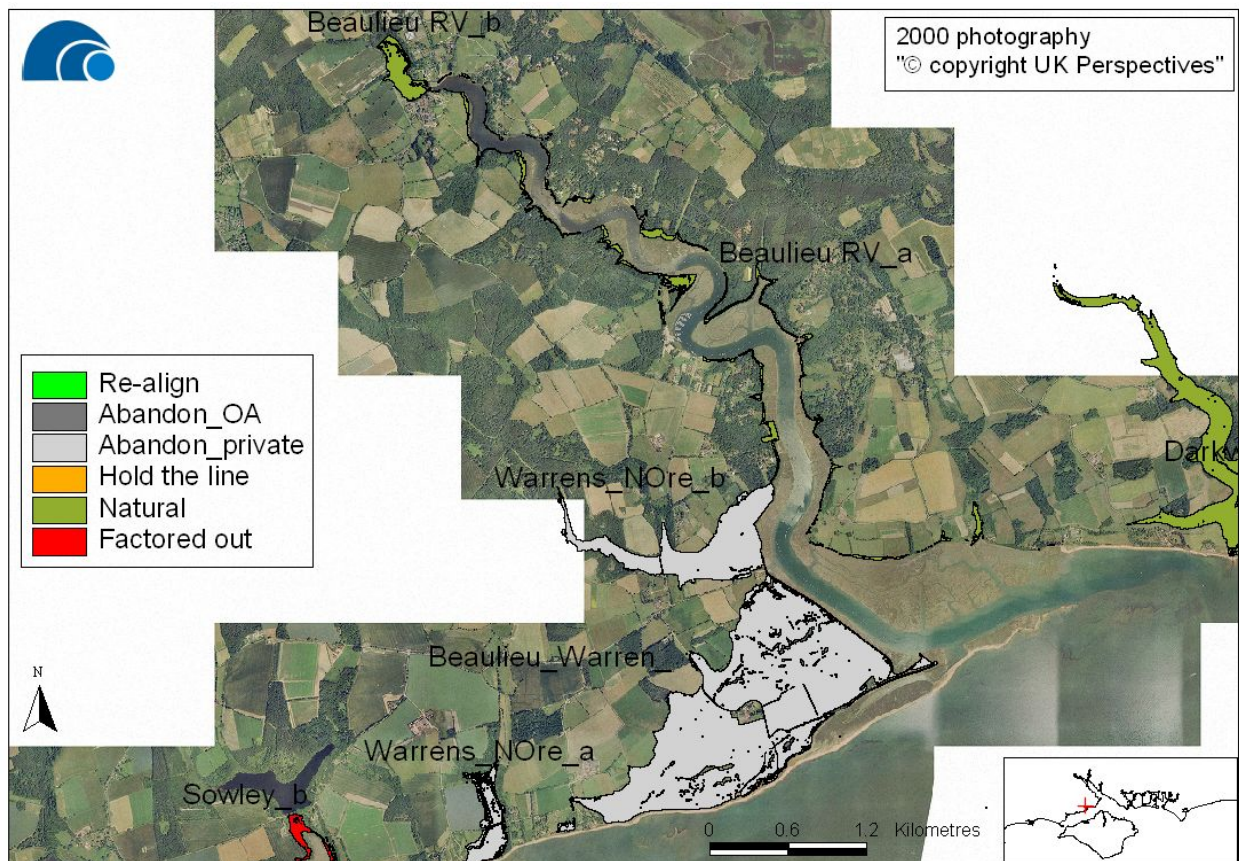 Beaulieu RV_b
2000 photography
"© copyright UK Perspectives"
Beaulieu RV_a
Re-align
Abandon_OA
Abandon_private
Hold the line
Natural
Factored out
Warrens_NOre_b
Beaulieu_Warren_
N
Warrens_NOre_a
Sowley_b
0 0.6 1.2 Kilometres